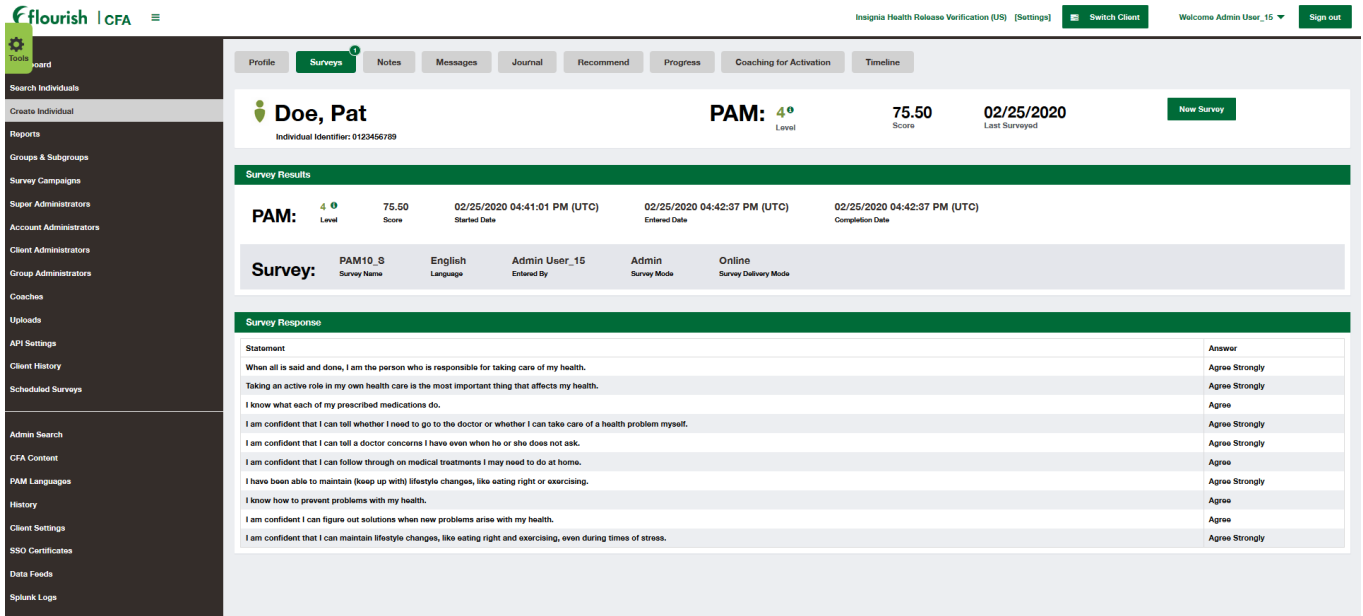 flourish | CFA
Insignia Health Release Verification (US) [Settings] Switch Client Welcome Admin User_15 Sign out
Tools
board
Search Individuals
Create Individual
Reports
Groups & Subgroups
Survey Campaigns
Super Administrators
Account Administrators
Client Administrators
Group Administrators
Coaches
Uploads
API Settings
Client History
Scheduled Surveys
Admin Search
CFA Content
PAM Languages
History
Client Settings
SSO Certificates
Data Feeds
Splunk Logs
Profile Surveys 1 Notes Messages Journal Recommend Progress Coaching for Activation Timeline
Doe, Pat
Individual Identifier: 0123456789
PAM: 4 75.50 02/25/2020
Level Score Last Surveyed
New Survey
Survey Results
PAM: 4 75.50 02/25/2020 04:41:01 PM (UTC) 02/25/2020 04:42:37 PM (UTC) 02/25/2020 04:42:37 PM (UTC)
Level Score Started Date Entered Date Completion Date
Survey: PAM10_S English Admin User_15 Admin Online
Survey Name Language Entered By Survey Mode Survey Delivery Mode
Survey Response
Statement Answer
When all is said and done, I am the person who is responsible for taking care of my health. Agree Strongly
Taking an active role in my own health care is the most important thing that affects my health. Agree Strongly
I know what each of my prescribed medications do. Agree
I am confident that I can tell whether I need to go to the doctor or whether I can take care of a health problem myself. Agree Strongly
I am confident that I can tell a doctor concerns I have even when he or she does not ask. Agree Strongly
I am confident that I can follow through on medical treatments I may need to do at home. Agree
I have been able to maintain (keep up with) lifestyle changes, like eating right or exercising. Agree Strongly
I know how to prevent problems with my health. Agree
I am confident I can figure out solutions when new problems arise with my health. Agree
I am confident that I can maintain lifestyle changes, like eating right and exercising, even during times of stress. Agree Strongly